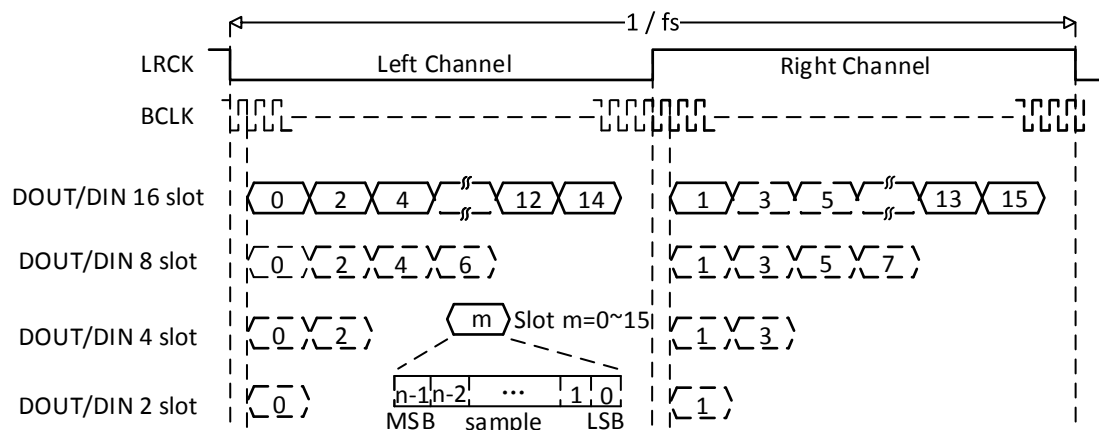 1 / fs
LRCK Left Channel Right Channel
BCLK
DOUT/DIN 16 slot 0 2 4 12 14 1 3 5 13 15
DOUT/DIN 8 slot 0 2 4 6 1 3 5 7
DOUT/DIN 4 slot 0 2 m Slot m=0~15 1 3
n-1 n-2 ... 1 0
DOUT/DIN 2 slot 0 1
MSB sample LSB